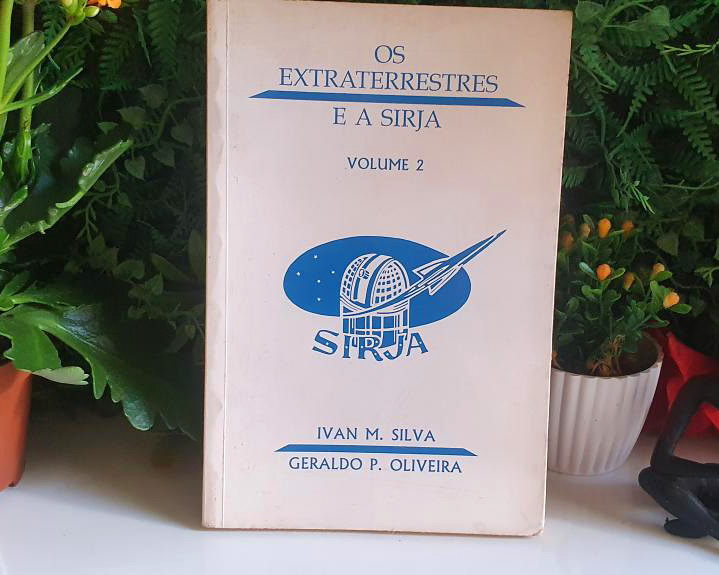 OS
EXTRATERRESTRES
E A SIRJA
VOLUME 2
SIRJA
IVAN M. SILVA
GERALDO P. OLIVEIRA